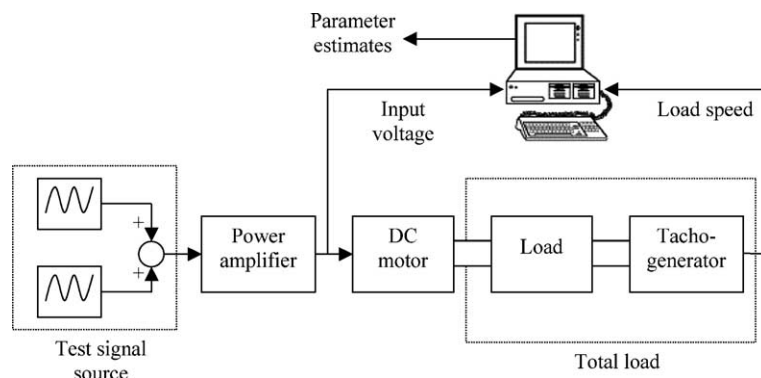 Parameter
estimates
Input
voltage
Load speed
+
+
Power
amplifier
DC
motor
Load
Tacho-
generator
Test signal
source
Total load